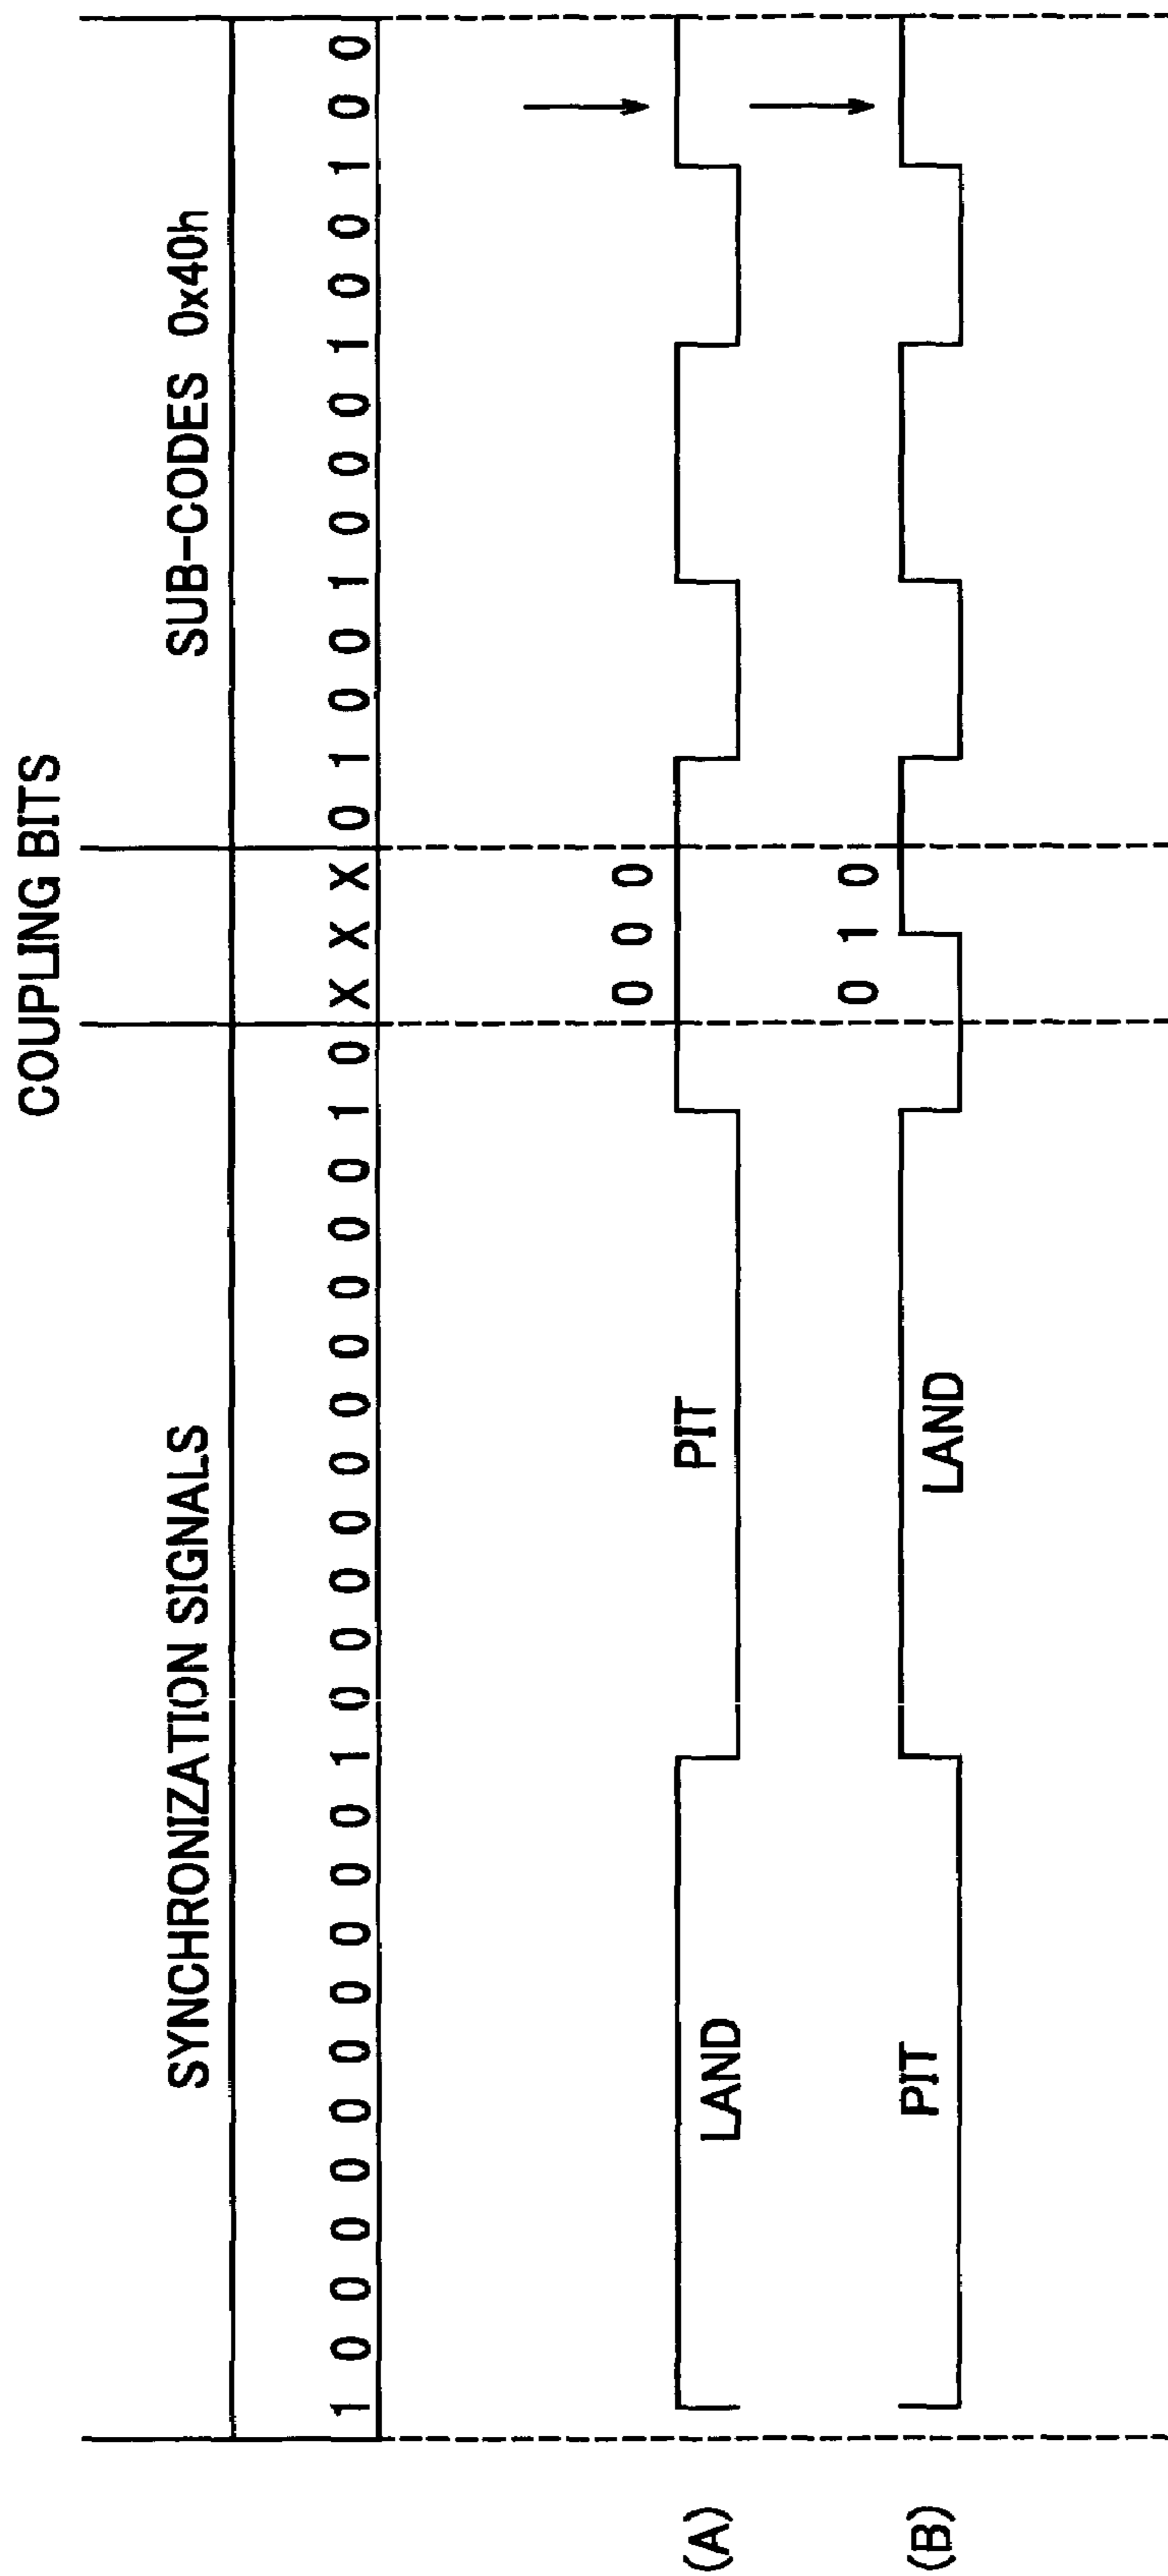 COUPLING BITS
SYNCHRONIZATION SIGNALS
SUB-CODES 0x40h
1 0 0 0 0 0 0 0 0 0 0 1 0 0 0 0 0 0 0 0 0 0 1 0 X X X 0 1 0 0 1 0 0 0 1 0 0 1 0 0
0 0 0
(A) LAND PIT
0 1 0
(B) PIT LAND